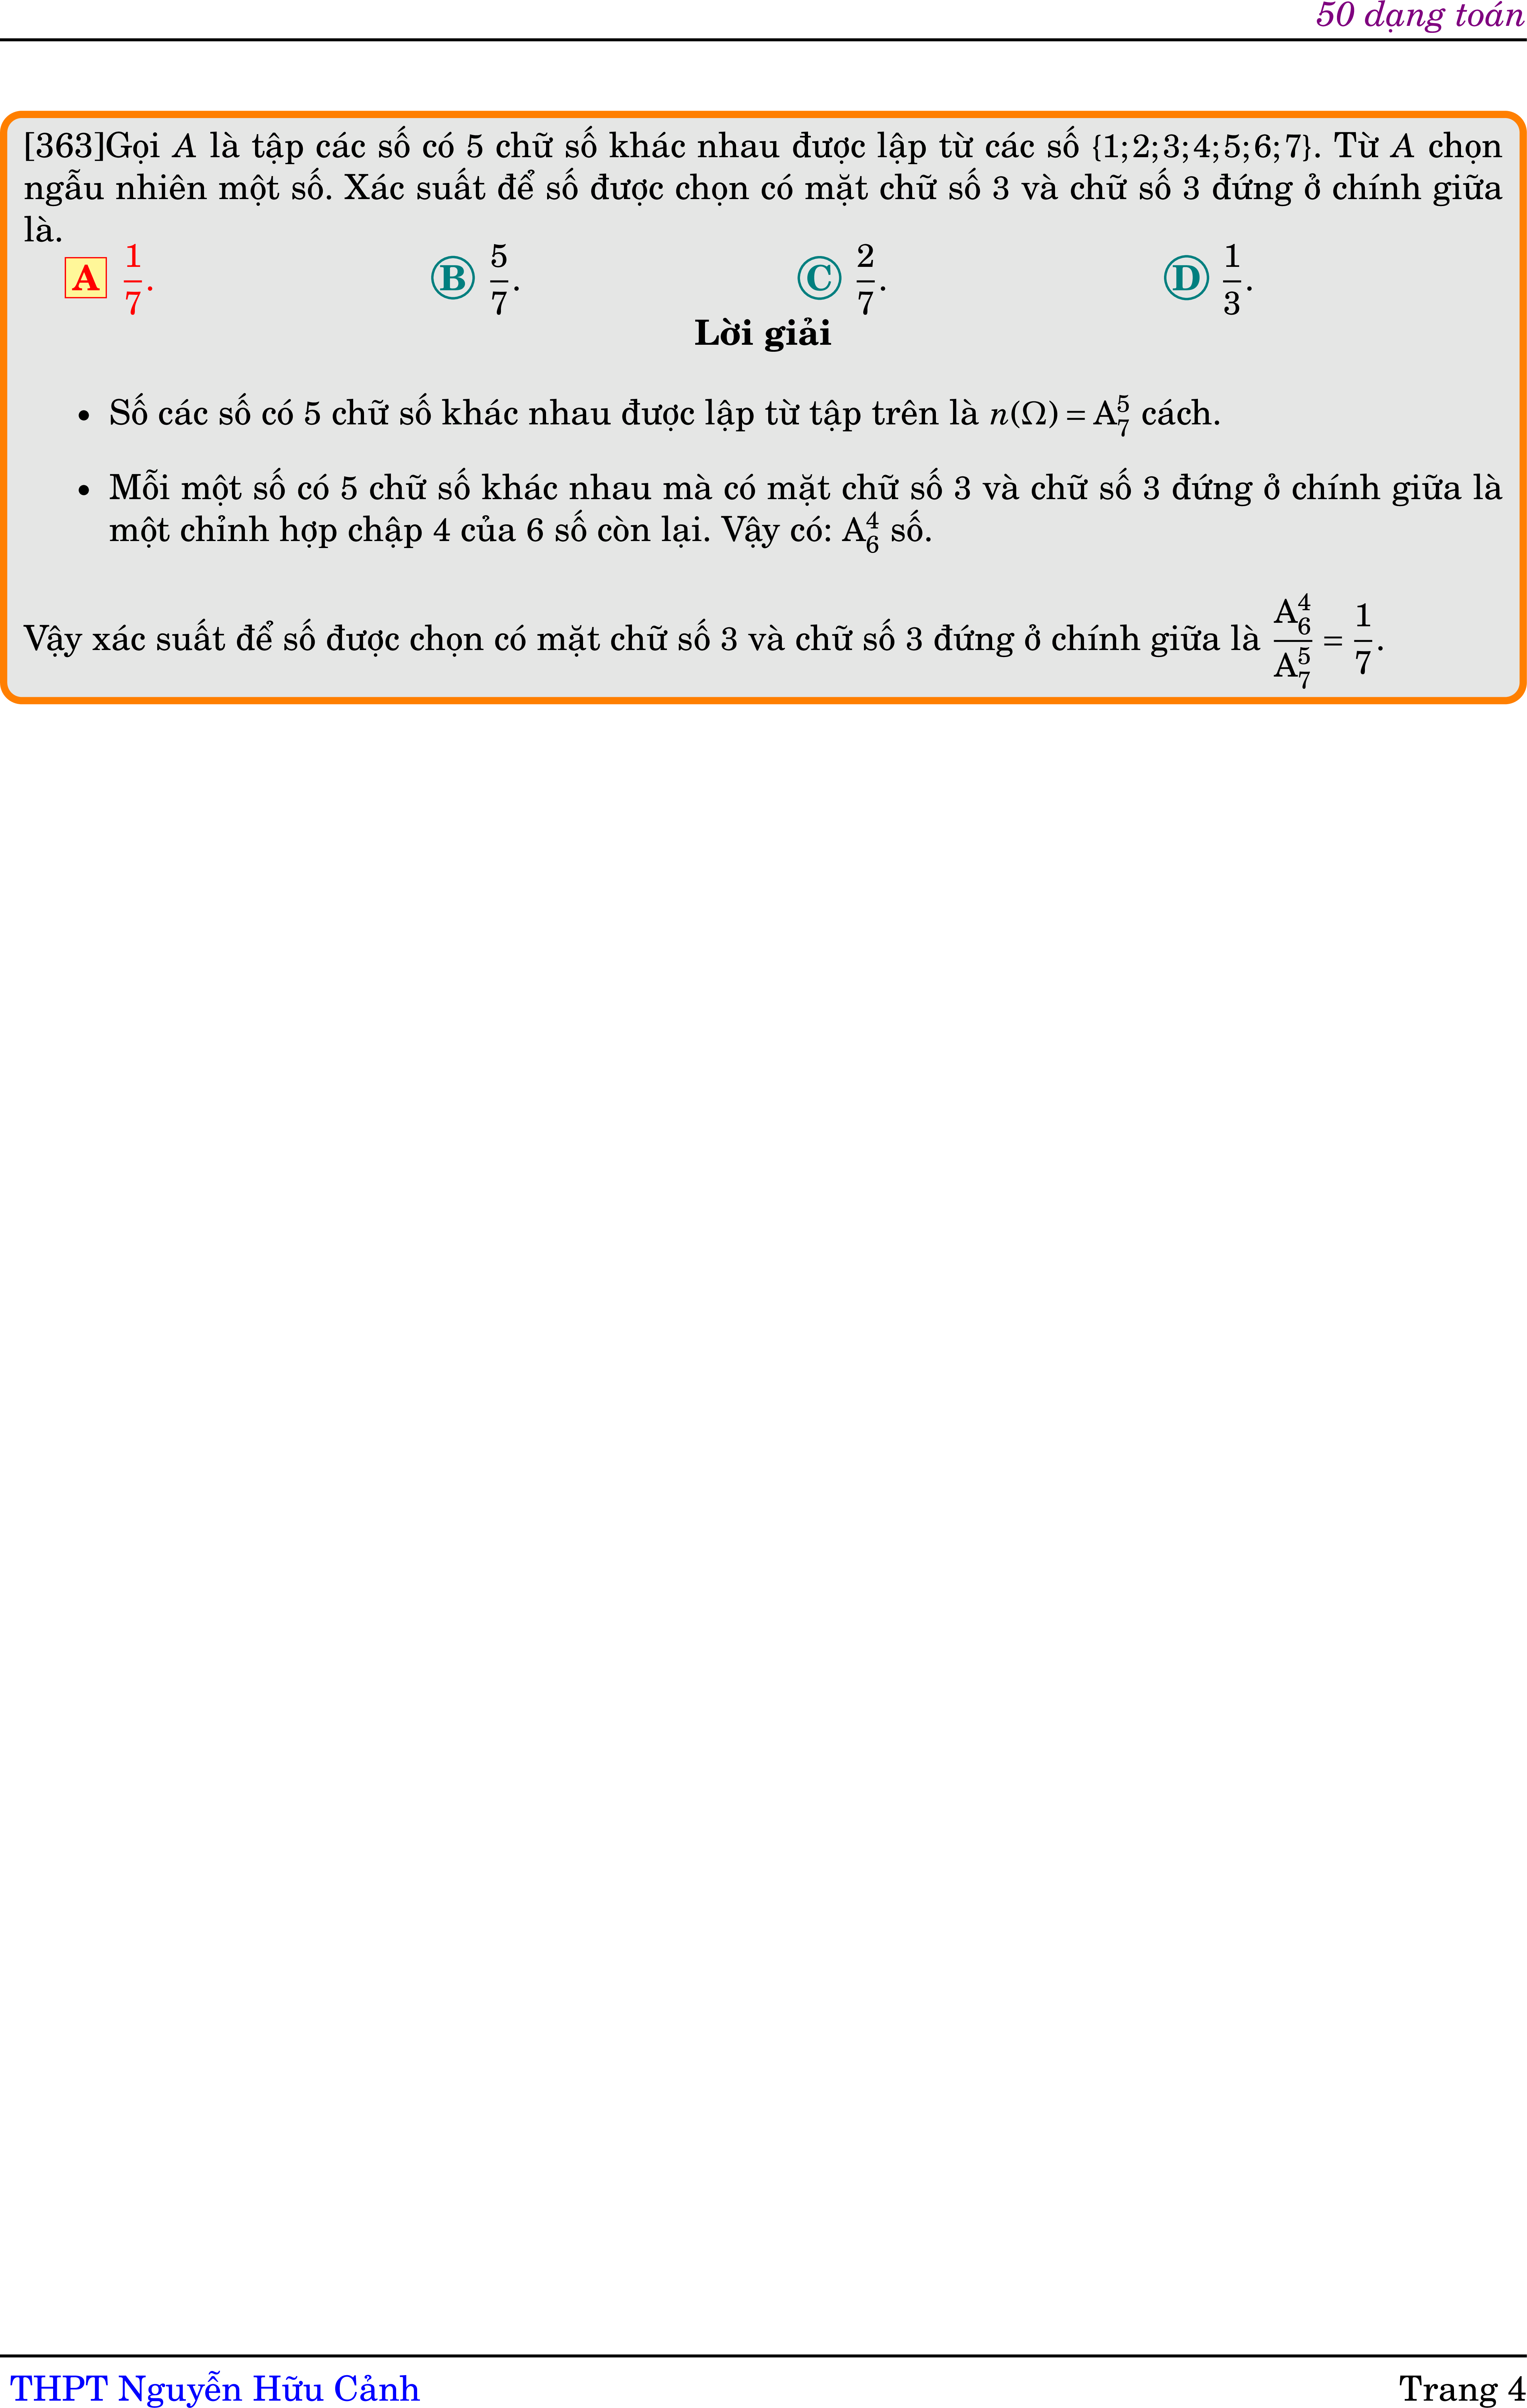 50 dạng toán
[363]Gọi A là tập các số có 5 chữ số khác nhau được lập từ các số {1; 2; 3; 4; 5; 6; 7}. Từ A chọn
ngẫu nhiên một số. Xác suất để số được chọn có mặt chữ số 3 và chữ số 3 đứng ở chính giữa
là.
A 1/7. B 5/7. C 2/7. D 1/3.
Lời giải
• Số các số có 5 chữ số khác nhau được lập từ tập trên là n(Ω) = A_7^5 cách.
• Mỗi một số có 5 chữ số khác nhau mà có mặt chữ số 3 và chữ số 3 đứng ở chính giữa là
một chỉnh hợp chập 4 của 6 số còn lại. Vậy có: A_6^4 số.
Vậy xác suất để số được chọn có mặt chữ số 3 và chữ số 3 đứng ở chính giữa là A_6^4/A_7^5 = 1/7.
THPT Nguyễn Hữu Cảnh Trang 4